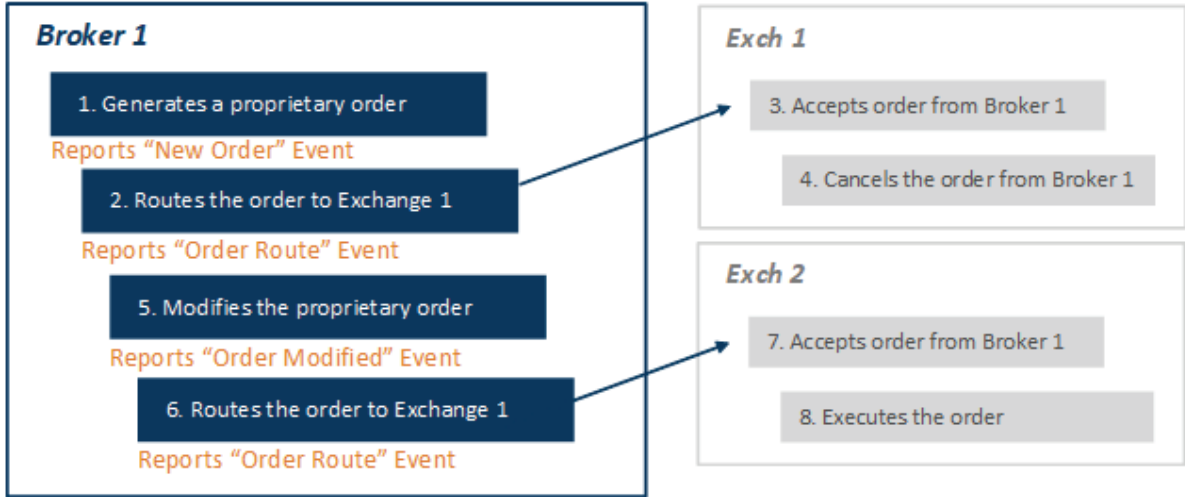 Broker 1
1. Generates a proprietary order
Reports “New Order” Event
2. Routes the order to Exchange 1
Reports “Order Route” Event
5. Modifies the proprietary order
Reports “Order Modified” Event
6. Routes the order to Exchange 1
Reports “Order Route” Event
Exch 1
3. Accepts order from Broker 1
4. Cancels the order from Broker 1
Exch 2
7. Accepts order from Broker 1
8. Executes the order